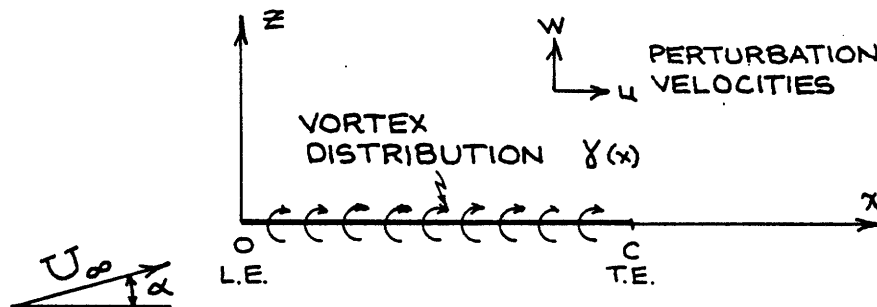 Z
W
u
PERTURBATION
VELOCITIES
VORTEX
DISTRIBUTION γ(x)
x
O
C
L.E.
T.E.
U∞
α